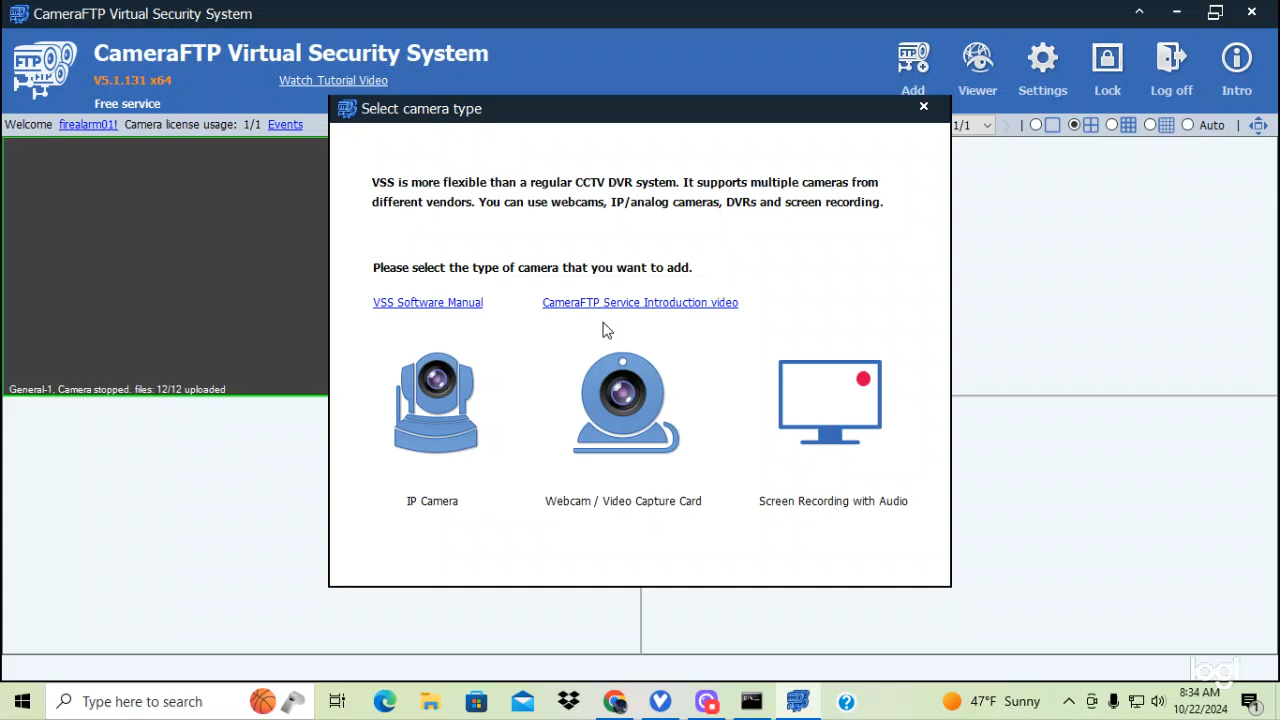 CameraFTP Virtual Security System
FTP
CameraFTP Virtual Security System
V5.1.131 x64
Watch Tutorial Video
Free service
Add
Viewer
Settings
Lock
Log off
Intro
Welcome firealarm01! Camera license usage: 1/1 Events
1/1
Auto
Select camera type
VSS is more flexible than a regular CCTV DVR system. It supports multiple cameras from
different vendors. You can use webcams, IP/analog cameras, DVRs and screen recording.
Please select the type of camera that you want to add.
VSS Software Manual
CameraFTP Service Introduction video
General-1, Camera stopped. files: 12/12 uploaded
IP Camera
Webcam / Video Capture Card
Screen Recording with Audio
logi
Type here to search
47°F Sunny
8:34 AM
10/22/2024
1